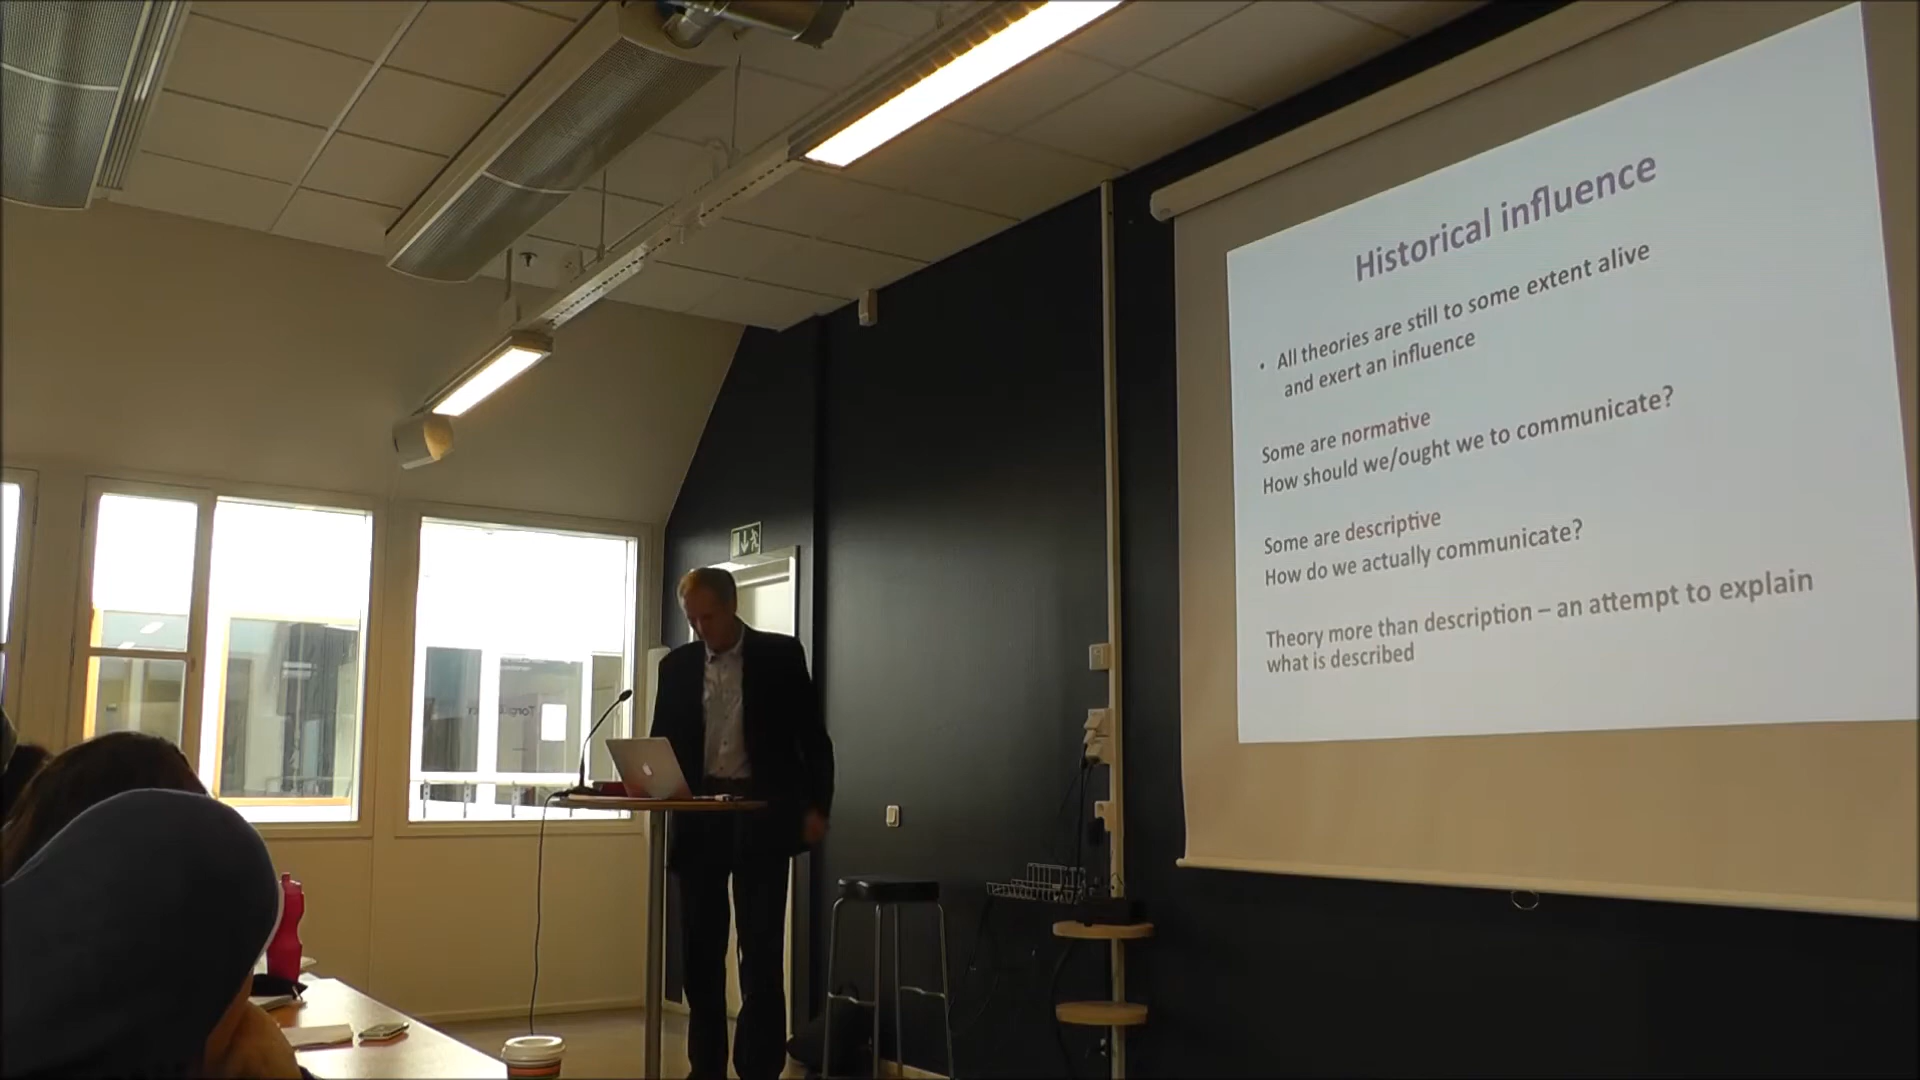 Historical influence
• All theories are still to some extent alive
and exert an influence
Some are normative
How should we/ought we to communicate?
Some are descriptive
How do we actually communicate?
Theory more than description – an attempt to explain
what is described